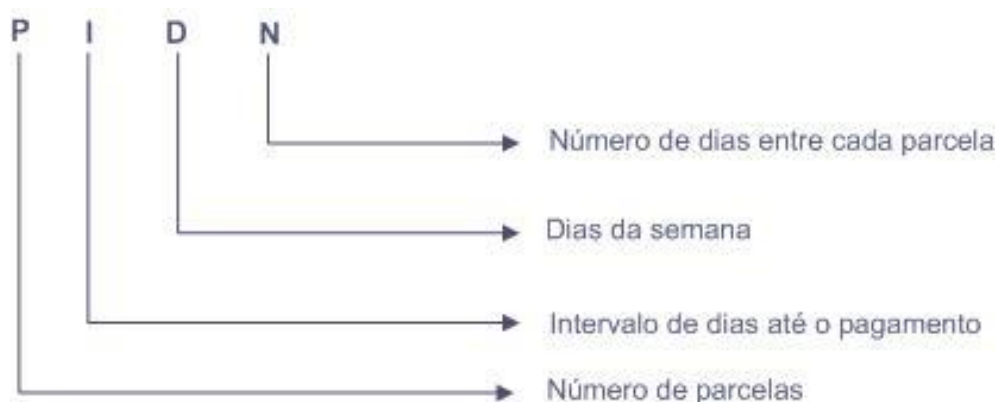 P I D N
Número de dias entre cada parcela
Dias da semana
Intervalo de dias até o pagamento
Número de parcelas